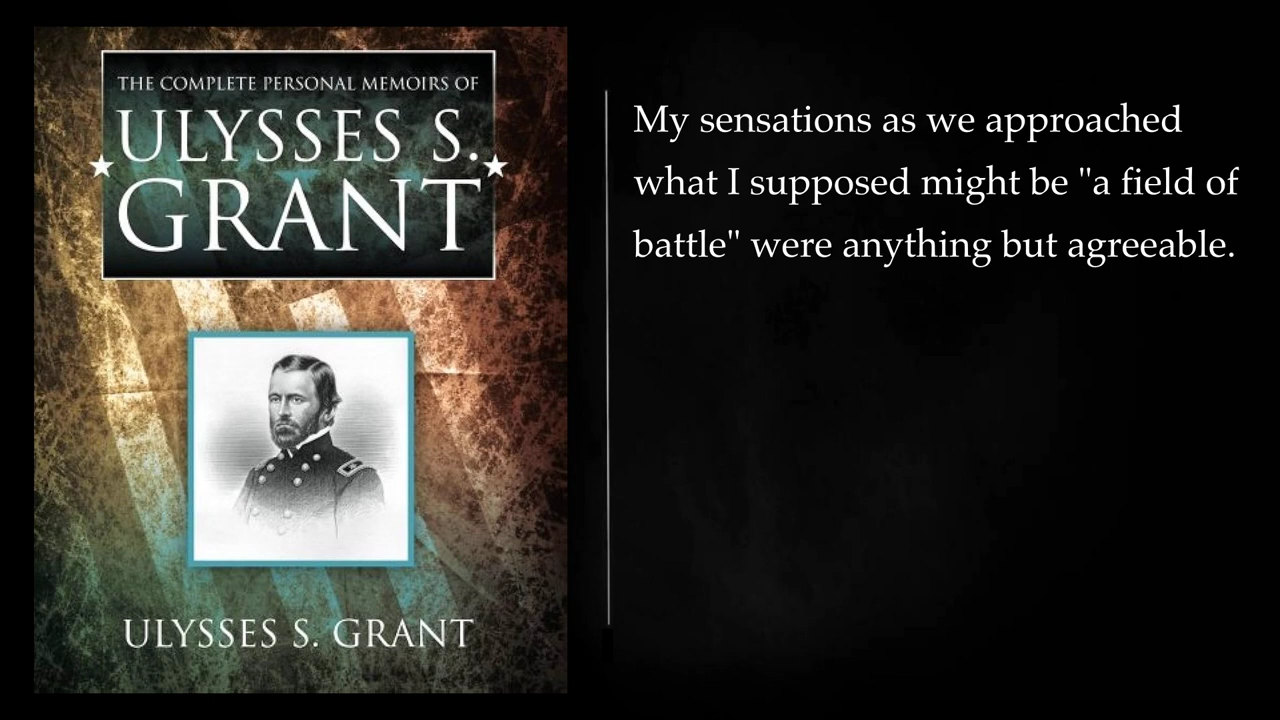 THE COMPLETE PERSONAL MEMOIRS OF
ULYSSES S.
GRANT
ULYSSES S. GRANT
My sensations as we approached
what I supposed might be "a field of
battle" were anything but agreeable.